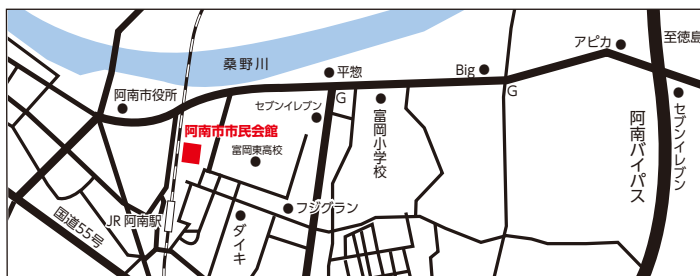 桑野川
平惣
Big
アピカ
至徳島
阿南市役所
セブンイレブン
G
G
セブンイレブン
阿南市市民会館
富岡東高校
富岡小学校
阿南バイパス
国道55号
JR 阿南駅
ダイキ
フジグラン